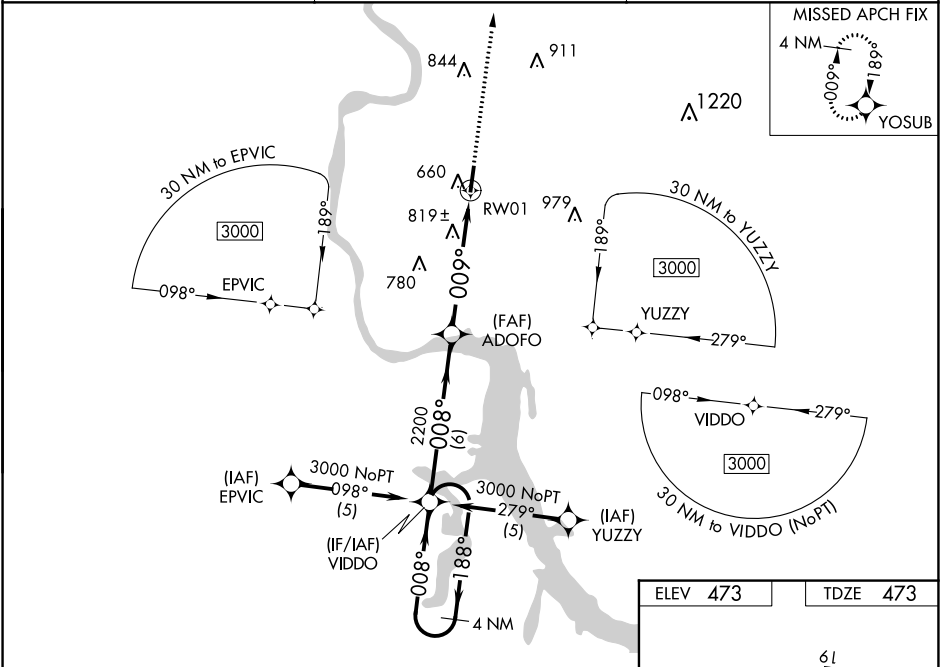 MISSED APCH FIX
4 NM
009°
189°
YOSUB
844
911
1220
660
RW01
819±
979
780
009°
30 NM to EPVIC
3000
189°
098°
EPVIC
30 NM to YUZZY
3000
189°
YUZZY
279°
(FAF)
ADOFO
2200
008°
(6)
098°
279°
VIDDO
3000
30 NM to VIDDO (NoPT)
(IAF)
EPVIC
3000 NoPT
098°
(5)
3000 NoPT
279°
(5)
(IAF)
YUZZY
(IF/IAF)
VIDDO
008°
188°
4 NM
ELEV 473
TDZE 473
19